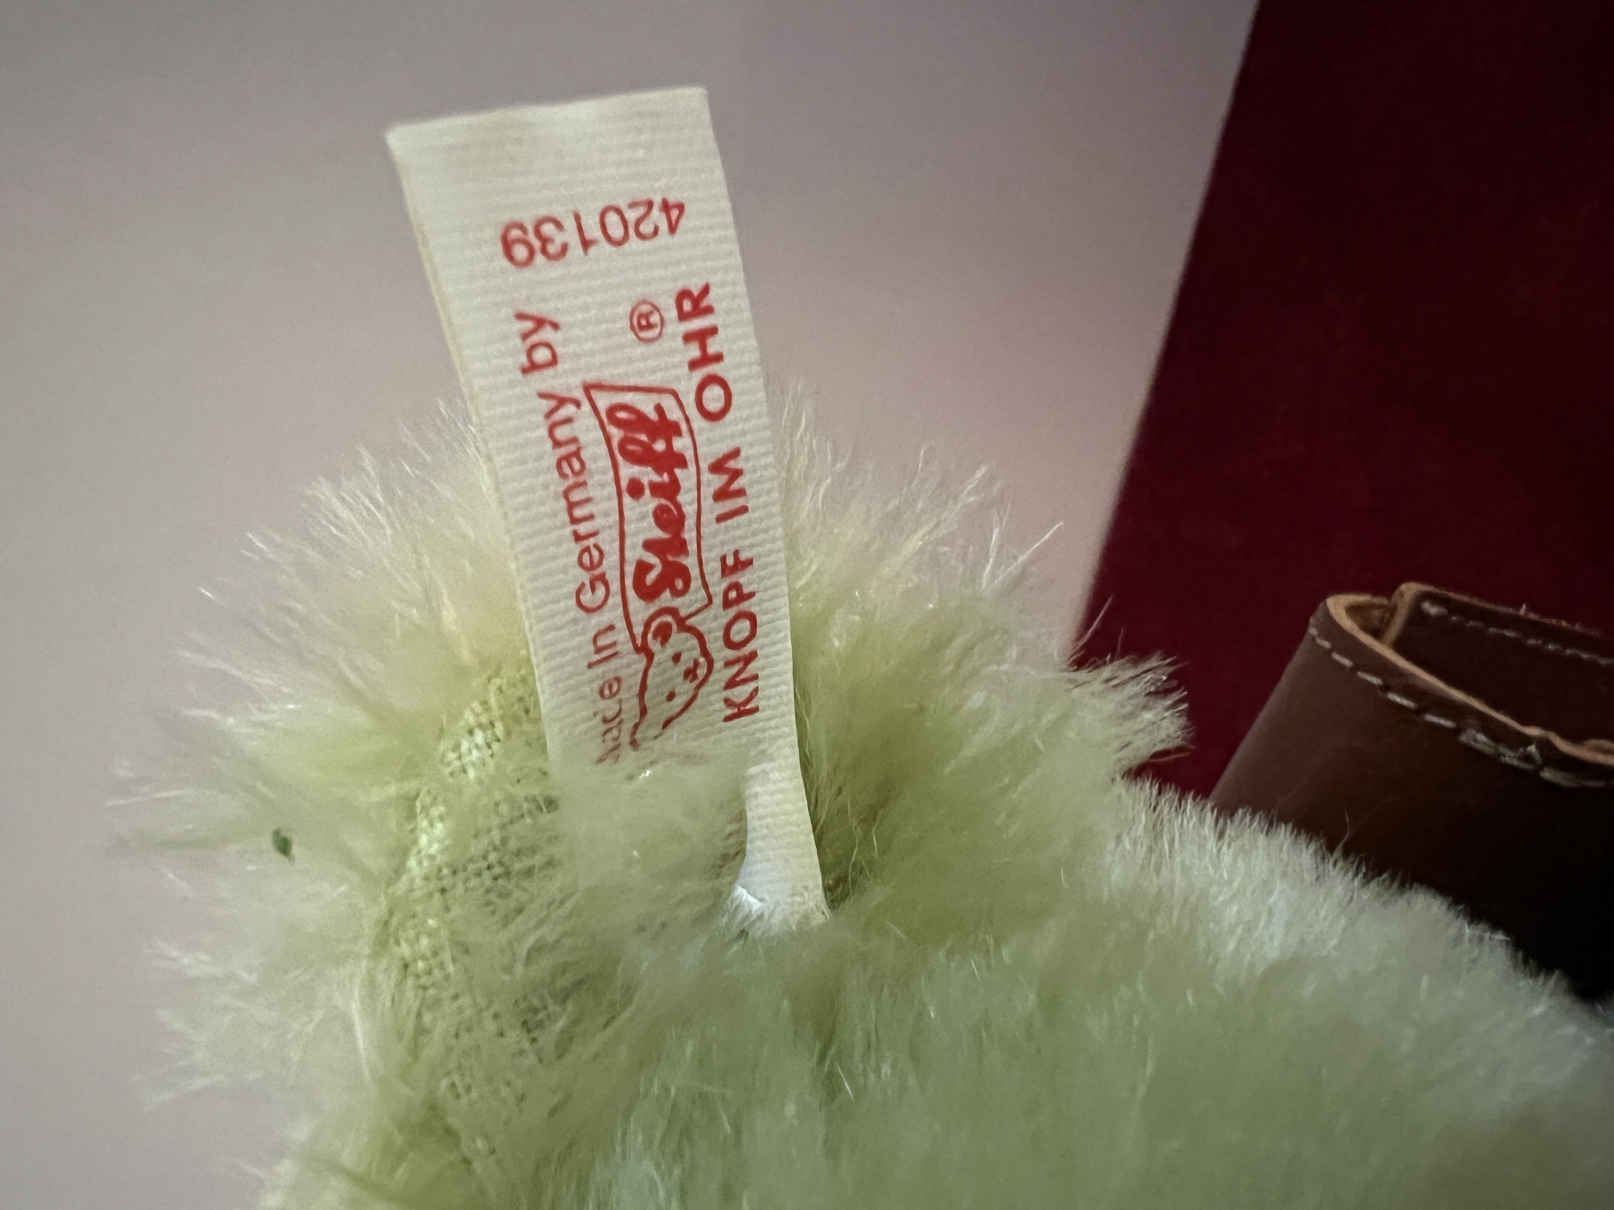 420139
Made in Germany by
Steiff ®
KNOPF IM OHR